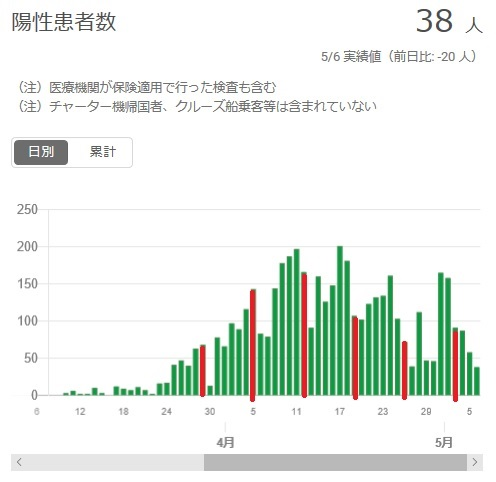 陽性患者数
38 人
5/6 実績値（前日比: -20 人）
（注）医療機関が保険適用で行った検査も含む
（注）チャーター機帰国者、クルーズ船乗客等は含まれていない
日別 累計
250
200
150
100
50
0
6 12 18 24 30 5 11 17 23 29 5
4月 5月